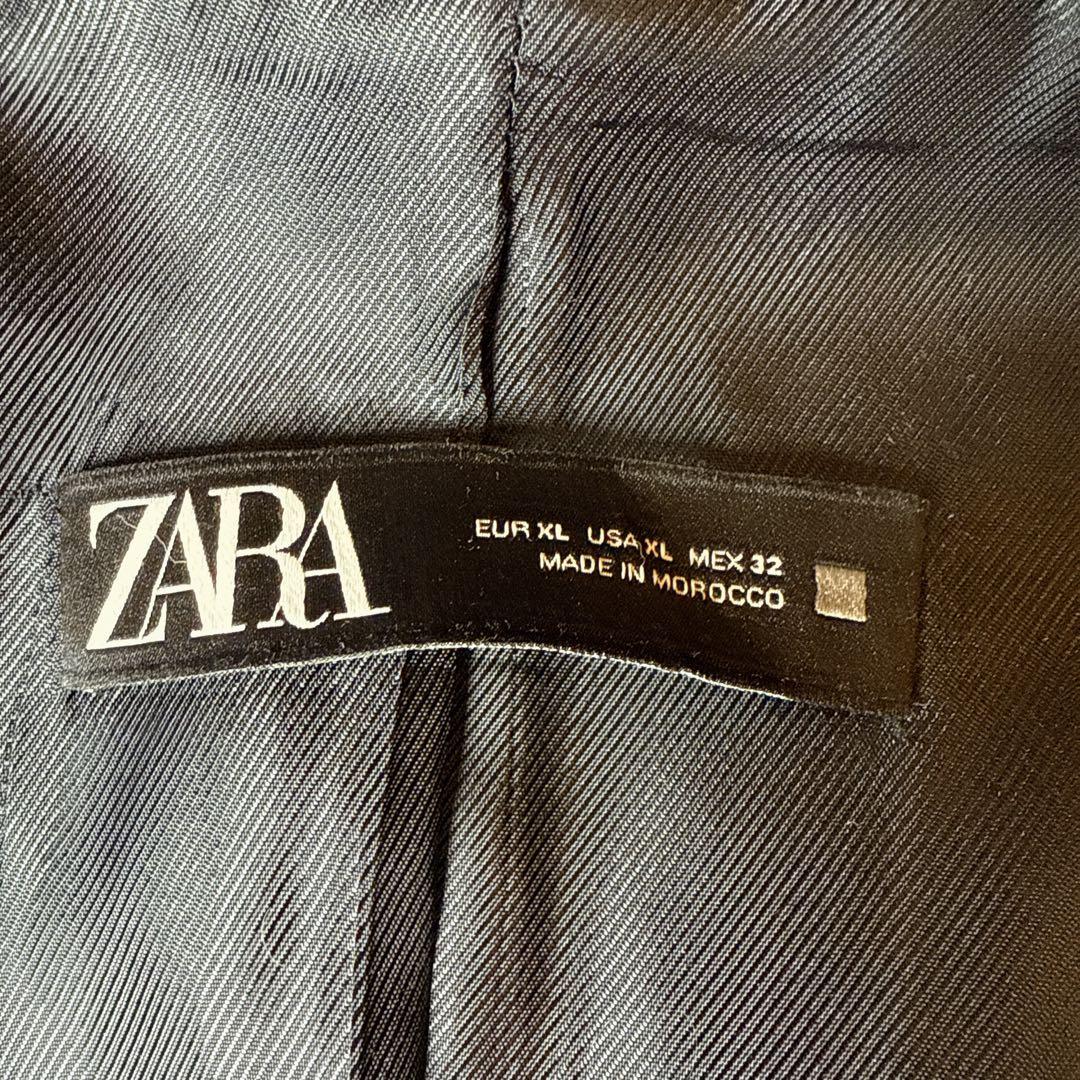 ZARA
EUR XL USA XL MEX 32
MADE IN MOROCCO